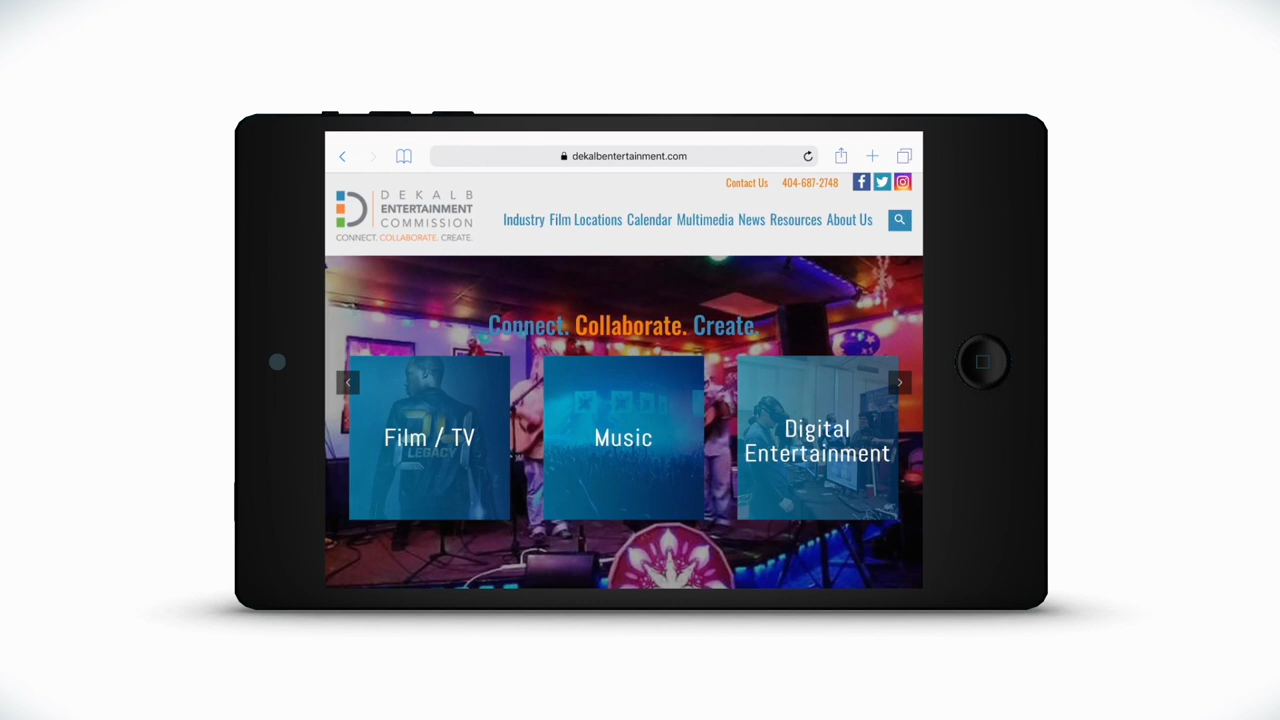 dekalbentertainment.com
Contact Us 404-687-2748
DEKALB
ENTERTAINMENT
COMMISSION
CONNECT. COLLABORATE. CREATE.
Industry Film Locations Calendar Multimedia News Resources About Us
Connect. Collaborate. Create.
Film / TV
LEGACY
Music
Digital
Entertainment